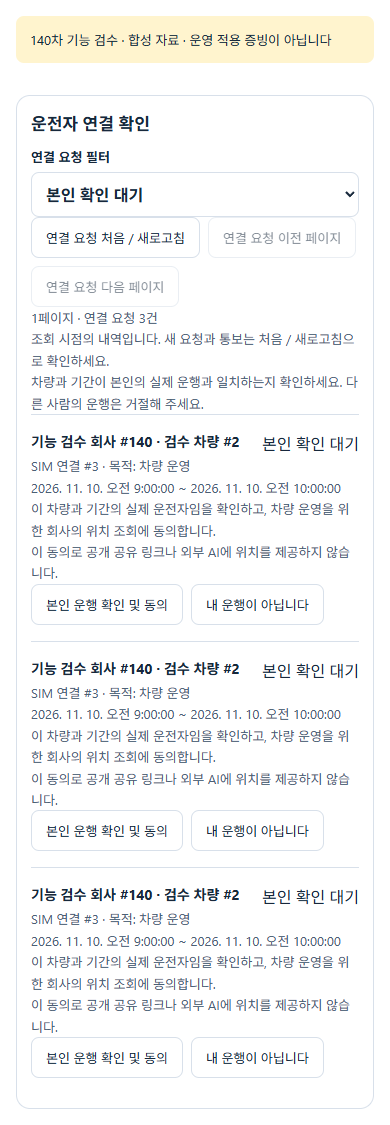 140차 기능 검수 · 합성 자료 · 운영 적용 증빙이 아닙니다
운전자 연결 확인
연결 요청 필터
본인 확인 대기
연결 요청 처음 / 새로고침
연결 요청 이전 페이지
연결 요청 다음 페이지
1페이지 · 연결 요청 3건
조회 시점의 내역입니다. 새 요청과 통보는 처음 / 새로고침으
로 확인하세요.
차량과 기간이 본인의 실제 운행과 일치하는지 확인하세요. 다
른 사람의 운행은 거절해 주세요.
기능 검수 회사 #140 · 검수 차량 #2
본인 확인 대기
SIM 연결 #3 · 목적: 차량 운영
2026. 11. 10. 오전 9:00:00 ~ 2026. 11. 10. 오전 10:00:00
이 차량과 기간의 실제 운전자임을 확인하고, 차량 운영을 위
한 회사의 위치 조회에 동의합니다.
이 동의로 공개 공유 링크나 외부 AI에 위치를 제공하지 않습
니다.
본인 운행 확인 및 동의
내 운행이 아닙니다
기능 검수 회사 #140 · 검수 차량 #2
본인 확인 대기
SIM 연결 #3 · 목적: 차량 운영
2026. 11. 10. 오전 9:00:00 ~ 2026. 11. 10. 오전 10:00:00
이 차량과 기간의 실제 운전자임을 확인하고, 차량 운영을 위
한 회사의 위치 조회에 동의합니다.
이 동의로 공개 공유 링크나 외부 AI에 위치를 제공하지 않습
니다.
본인 운행 확인 및 동의
내 운행이 아닙니다
기능 검수 회사 #140 · 검수 차량 #2
본인 확인 대기
SIM 연결 #3 · 목적: 차량 운영
2026. 11. 10. 오전 9:00:00 ~ 2026. 11. 10. 오전 10:00:00
이 차량과 기간의 실제 운전자임을 확인하고, 차량 운영을 위
한 회사의 위치 조회에 동의합니다.
이 동의로 공개 공유 링크나 외부 AI에 위치를 제공하지 않습
니다.
본인 운행 확인 및 동의
내 운행이 아닙니다